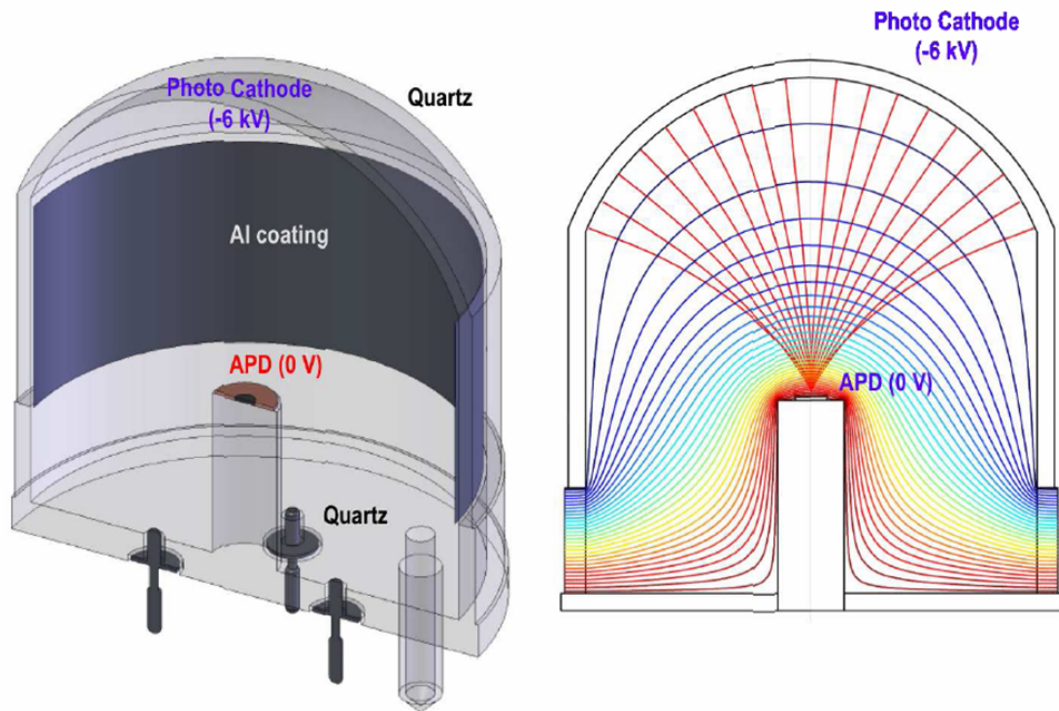 Photo Cathode
(-6 kV)
Quartz
Al coating
APD (0 V)
Quartz
Photo Cathode
(-6 kV)
APD (0 V)